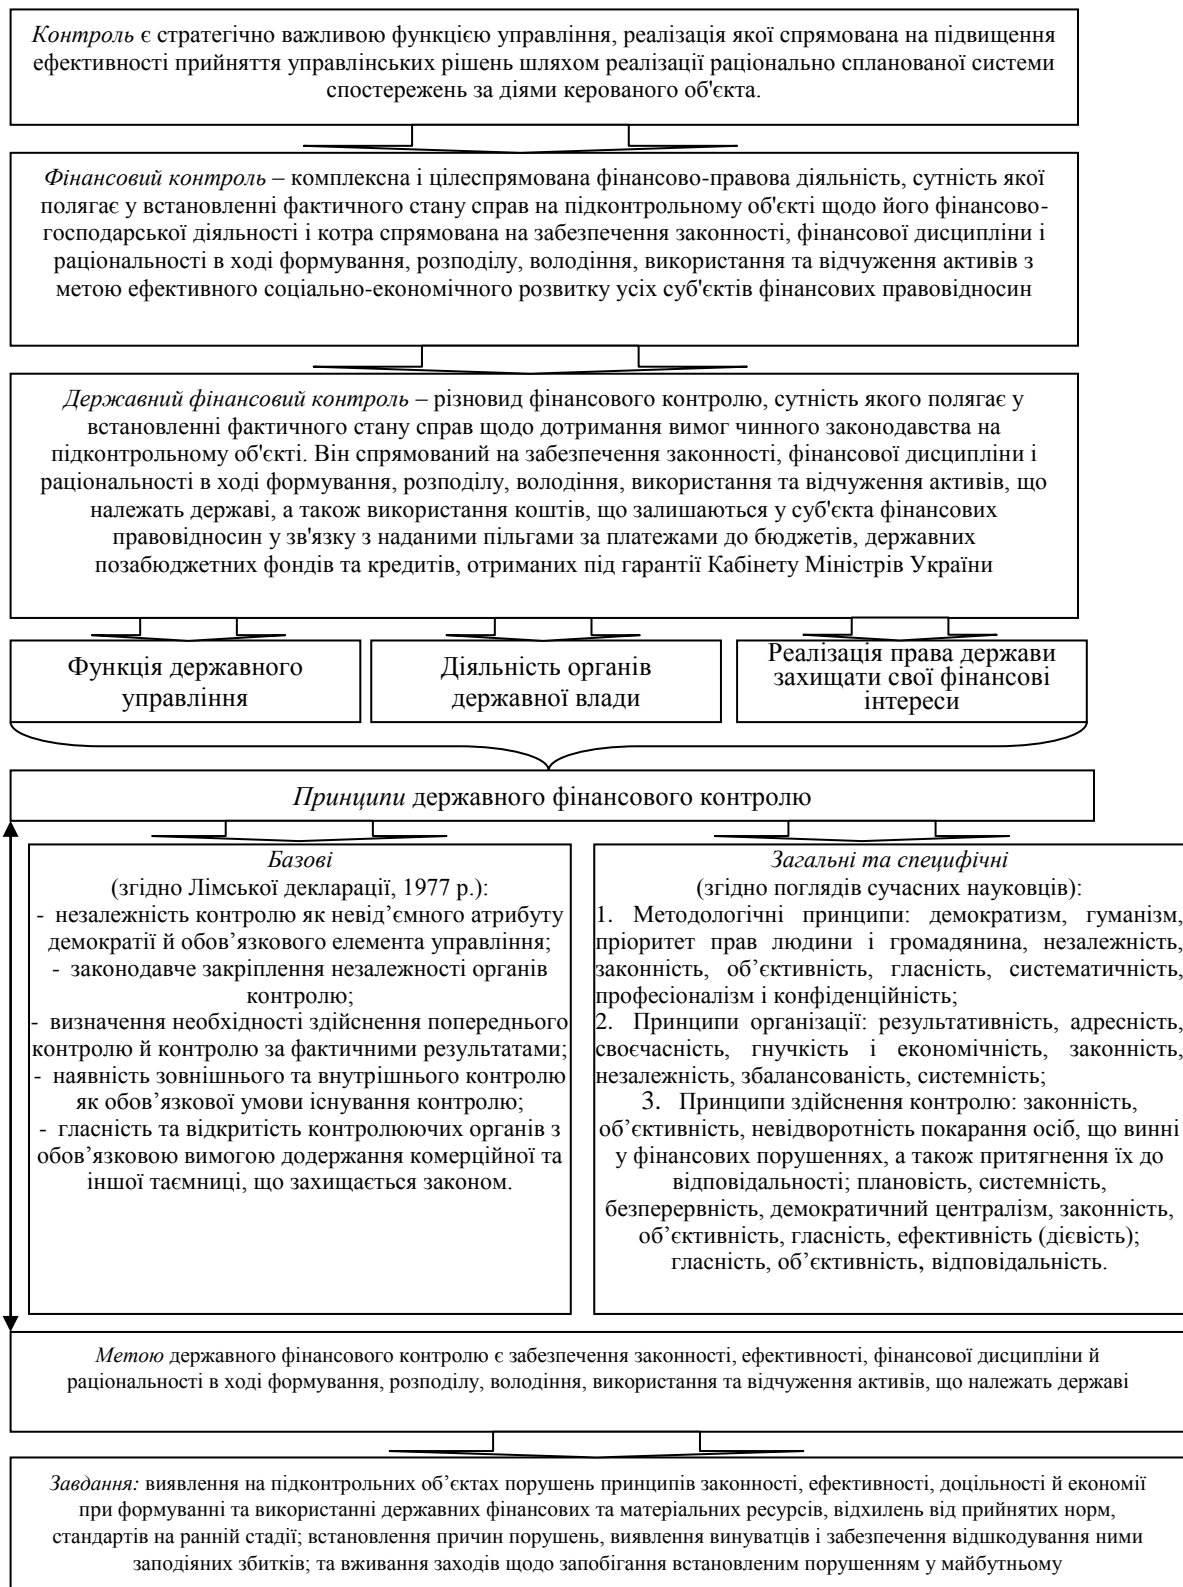 Контроль є стратегічно важливою функцією управління, реалізація якої спрямована на підвищення
ефективності прийняття управлінських рішень шляхом реалізації раціонально спланованої системи
спостережень за діями керованого об'єкта.
Фінансовий контроль – комплексна і цілеспрямована фінансово-правова діяльність, сутність якої
полягає у встановленні фактичного стану справ на підконтрольному об'єкті щодо його фінансово-
господарської діяльності і котра спрямована на забезпечення законності, фінансової дисципліни і
раціональності в ході формування, розподілу, володіння, використання та відчуження активів з
метою ефективного соціально-економічного розвитку усіх суб'єктів фінансових правовідносин
Державний фінансовий контроль – різновид фінансового контролю, сутність якого полягає у
встановленні фактичного стану справ щодо дотримання вимог чинного законодавства на
підконтрольному об'єкті. Він спрямований на забезпечення законності, фінансової дисципліни і
раціональності в ході формування, розподілу, володіння, використання та відчуження активів, що
належать державі, а також використання коштів, що залишаються у суб'єкта фінансових
правовідносин у зв'язку з наданими пільгами за платежами до бюджетів, державних
позабюджетних фондів та кредитів, отриманих під гарантії Кабінету Міністрів України
Функція державного
управління
Діяльність органів
державної влади
Реалізація права держави
захищати свої фінансові
інтереси
Принципи державного фінансового контролю
Базові
(згідно Лімської декларації, 1977 р.):
- незалежність контролю як невід’ємного атрибуту
демократії й обов’язкового елемента управління;
- законодавче закріплення незалежності органів
контролю;
- визначення необхідності здійснення попереднього
контролю й контролю за фактичними результатами;
- наявність зовнішнього та внутрішнього контролю
як обов’язкової умови існування контролю;
- гласність та відкритість контролюючих органів з
обов’язковою вимогою додержання комерційної та
іншої таємниці, що захищається законом.
Загальні та специфічні
(згідно поглядів сучасних науковців):
1. Методологічні принципи: демократизм, гуманізм,
пріоритет прав людини і громадянина, незалежність,
законність, об’єктивність, гласність, систематичність,
професіоналізм і конфіденційність;
2. Принципи організації: результативність, адресність,
своєчасність, гнучкість і економічність, законність,
незалежність, збалансованість, системність;
3. Принципи здійснення контролю: законність,
об’єктивність, невідворотність покарання осіб, що винні
у фінансових порушеннях, а також притягнення їх до
відповідальності; плановість, системність,
безперервність, демократичний централізм, законність,
об’єктивність, гласність, ефективність (дієвість);
гласність, об’єктивність, відповідальність.
Метою державного фінансового контролю є забезпечення законності, ефективності, фінансової дисципліни й
раціональності в ході формування, розподілу, володіння, використання та відчуження активів, що належать державі
Завдання: виявлення на підконтрольних об’єктах порушень принципів законності, ефективності, доцільності й економії
при формуванні та використанні державних фінансових та матеріальних ресурсів, відхилень від прийнятих норм,
стандартів на ранній стадії; встановлення причин порушень, виявлення винуватців і забезпечення відшкодування ними
заподіяних збитків; та вживання заходів щодо запобігання встановленим порушенням у майбутньому